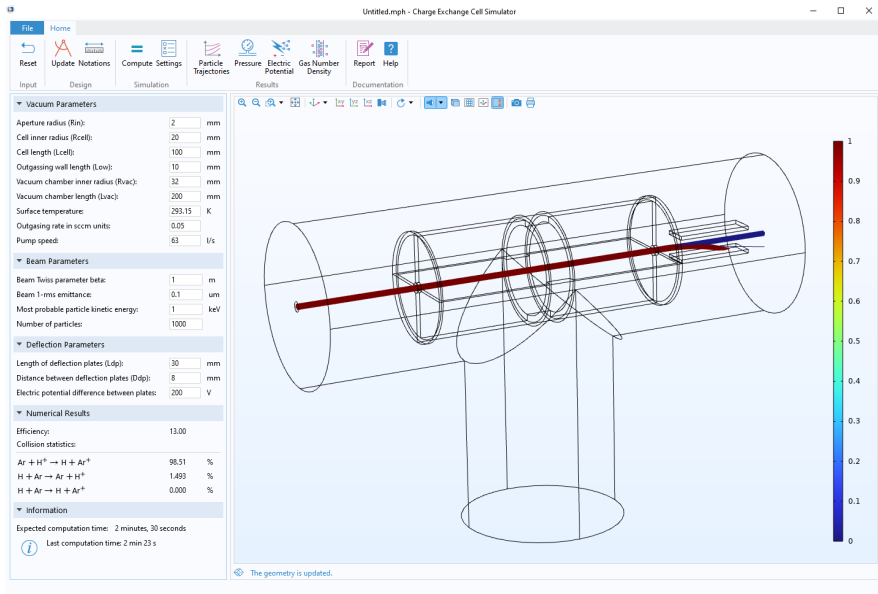 Untitled.mph - Charge Exchange Cell Simulator
File Home
Reset Update Notations Compute Settings Particle Trajectories Pressure Electric Potential Gas Number Density Report Help
Input Design Simulation Results Documentation
Vacuum Parameters
Aperture radius (Rin): 2 mm
Cell inner radius (Rcell): 20 mm
Cell length (Lcell): 100 mm
Outgassing wall length (Low): 10 mm
Vacuum chamber inner radius (Rvac): 32 mm
Vacuum chamber length (Lvac): 200 mm
Surface temperature: 293.15 K
Outgasing rate in sccm units: 0.05
Pump speed: 63 l/s
Beam Parameters
Beam Twiss parameter beta: 1 m
Beam 1-rms emittance: 0.1 um
Most probable particle kinetic energy: 1 keV
Number of particles: 1000
Deflection Parameters
Length of deflection plates (Ldp): 30 mm
Distance between deflection plates (Ddp): 8 mm
Electric potential difference between plates: 200 V
Numerical Results
Efficiency: 13.00
Collision statistics:
Ar + H⁺ → H + Ar⁺ 98.51 %
H + Ar → Ar + H⁺ 1.493 %
H + Ar → H + Ar⁺ 0.000 %
Information
Expected computation time: 2 minutes, 30 seconds
Last computation time: 2 min 23 s
xy yz xz
1
0.9
0.8
0.7
0.6
0.5
0.4
0.3
0.2
0.1
0
The geometry is updated.